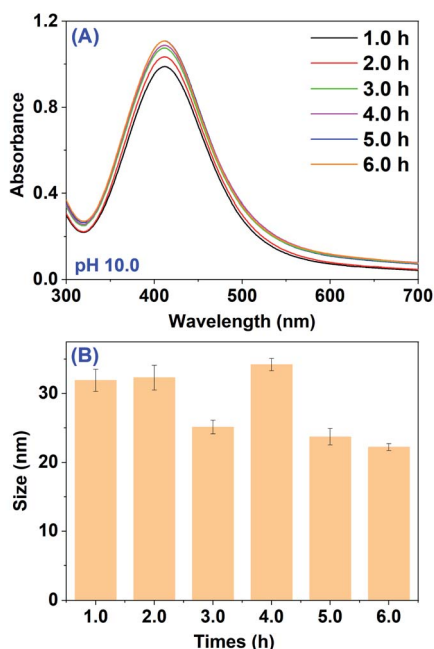 (A)
1.2
0.8
0.4
0.0
Absorbance
1.0 h
2.0 h
3.0 h
4.0 h
5.0 h
6.0 h
pH 10.0
300 400 500 600 700
Wavelength (nm)
(B)
30
20
10
0
Size (nm)
1.0 2.0 3.0 4.0 5.0 6.0
Times (h)